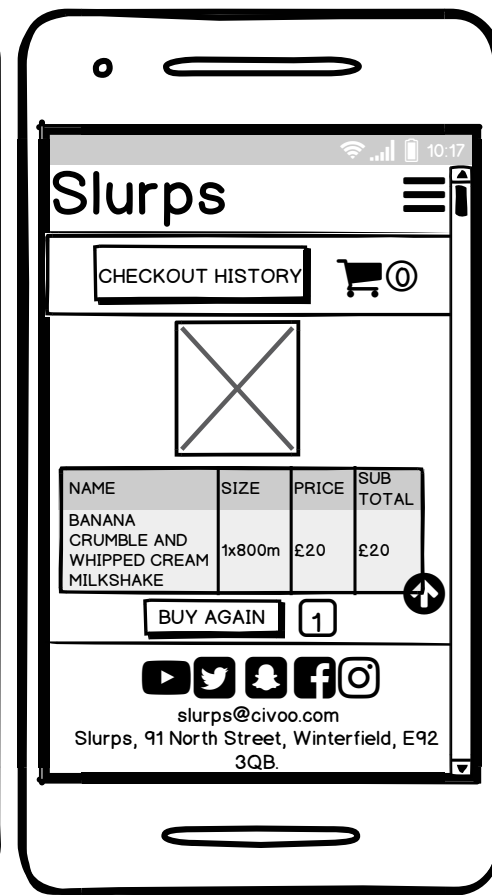 10:17
Slurps
CHECKOUT HISTORY
0
NAME SIZE PRICE SUB TOTAL
BANANA CRUMBLE AND WHIPPED CREAM MILKSHAKE 1x800m £20 £20
BUY AGAIN 1
slurps@civoo.com
Slurps, 91 North Street, Winterfield, E92
3QB.